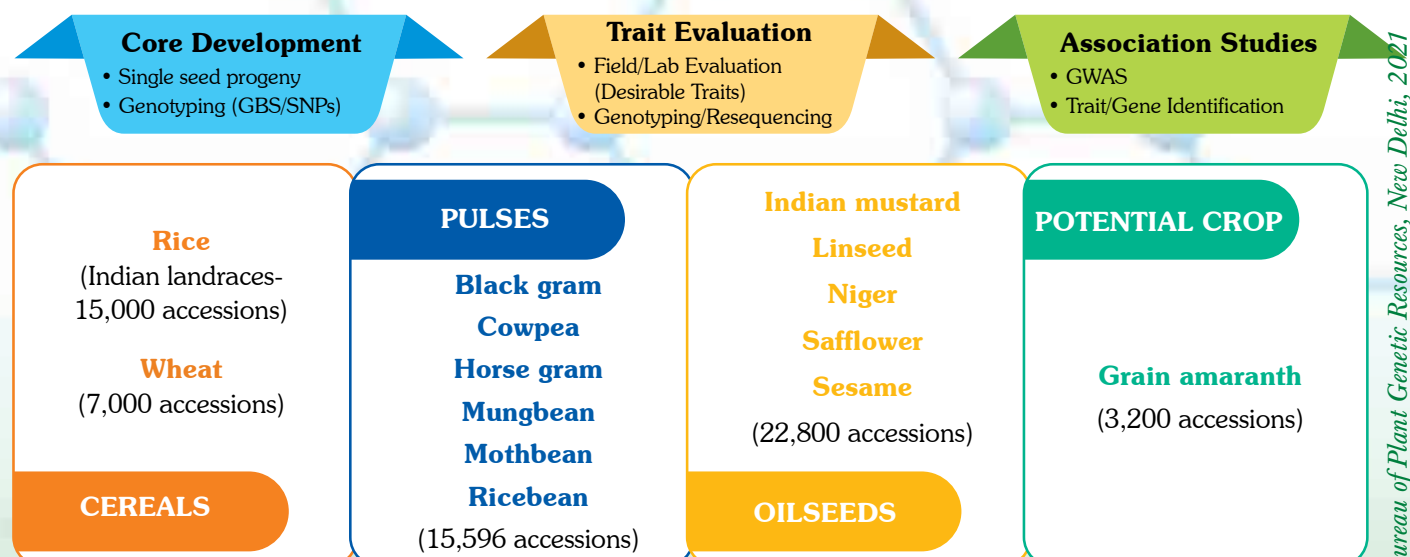 Core Development
• Single seed progeny
• Genotyping (GBS/SNPs)
Trait Evaluation
• Field/Lab Evaluation
(Desirable Traits)
• Genotyping/Resequencing
Association Studies
• GWAS
• Trait/Gene Identification
Rice
(Indian landraces-
15,000 accessions)
Wheat
(7,000 accessions)
CEREALS
PULSES
Black gram
Cowpea
Horse gram
Mungbean
Mothbean
Ricebean
(15,596 accessions)
Indian mustard
Linseed
Niger
Safflower
Sesame
(22,800 accessions)
OILSEEDS
POTENTIAL CROP
Grain amaranth
(3,200 accessions)
of Plant Genetic Resources, New Delhi, 2021